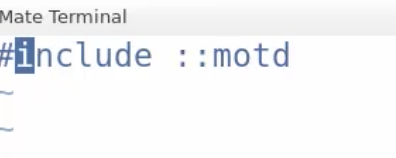 Mate Terminal
#include ::motd
~
~